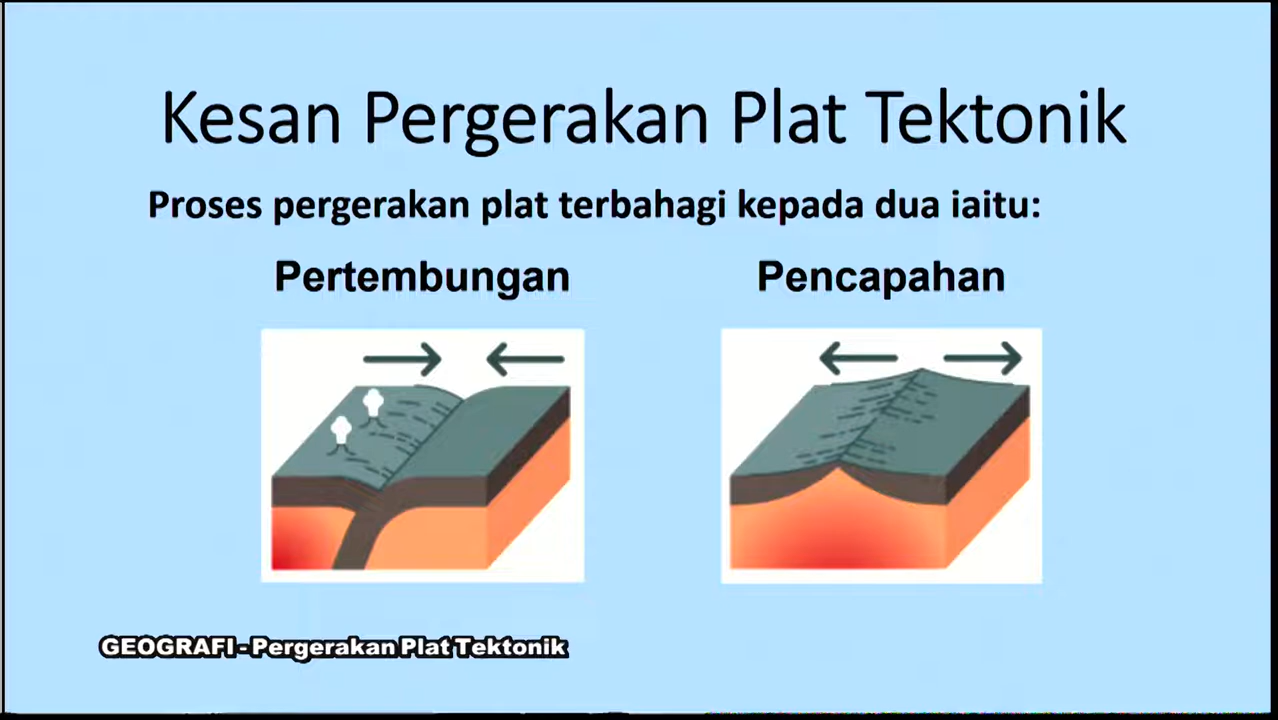 Kesan Pergerakan Plat Tektonik
Proses pergerakan plat terbahagi kepada dua iaitu:
Pertembungan
Pencapahan
GEOGRAFI - Pergerakan Plat Tektonik